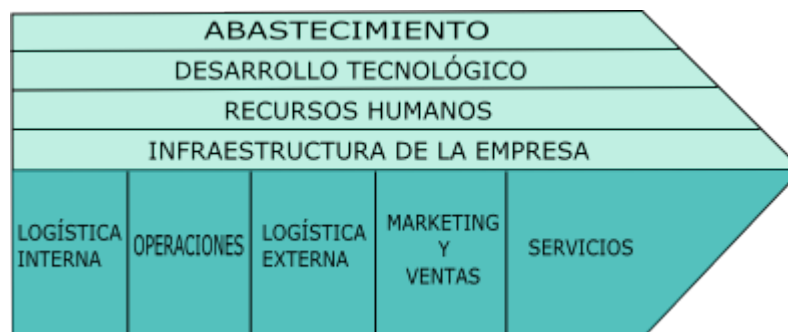 ABASTECIMIENTO
DESARROLLO TECNOLÓGICO
RECURSOS HUMANOS
INFRAESTRUCTURA DE LA EMPRESA
LOGÍSTICA
INTERNA
OPERACIONES
LOGÍSTICA
EXTERNA
MARKETING
Y
VENTAS
SERVICIOS